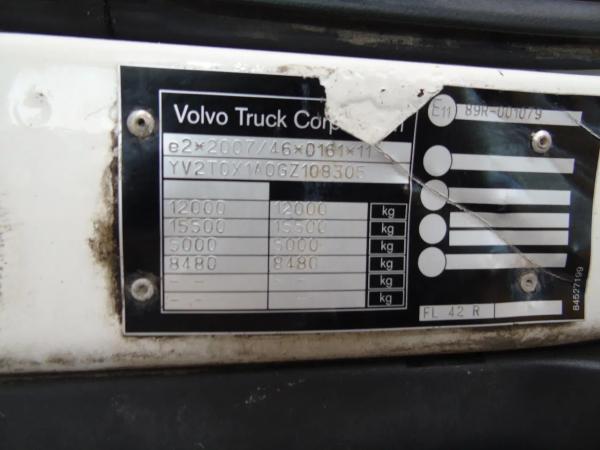 Volvo Truck
E11 89R-001079
e2*2007/46*0161*11
YV2T0X1A0GZ108305
12000 12000 kg
15500 15500 kg
5000 5000 kg
8480 8480 kg
- - - - kg
- - - - kg
FL 42 R
84527199